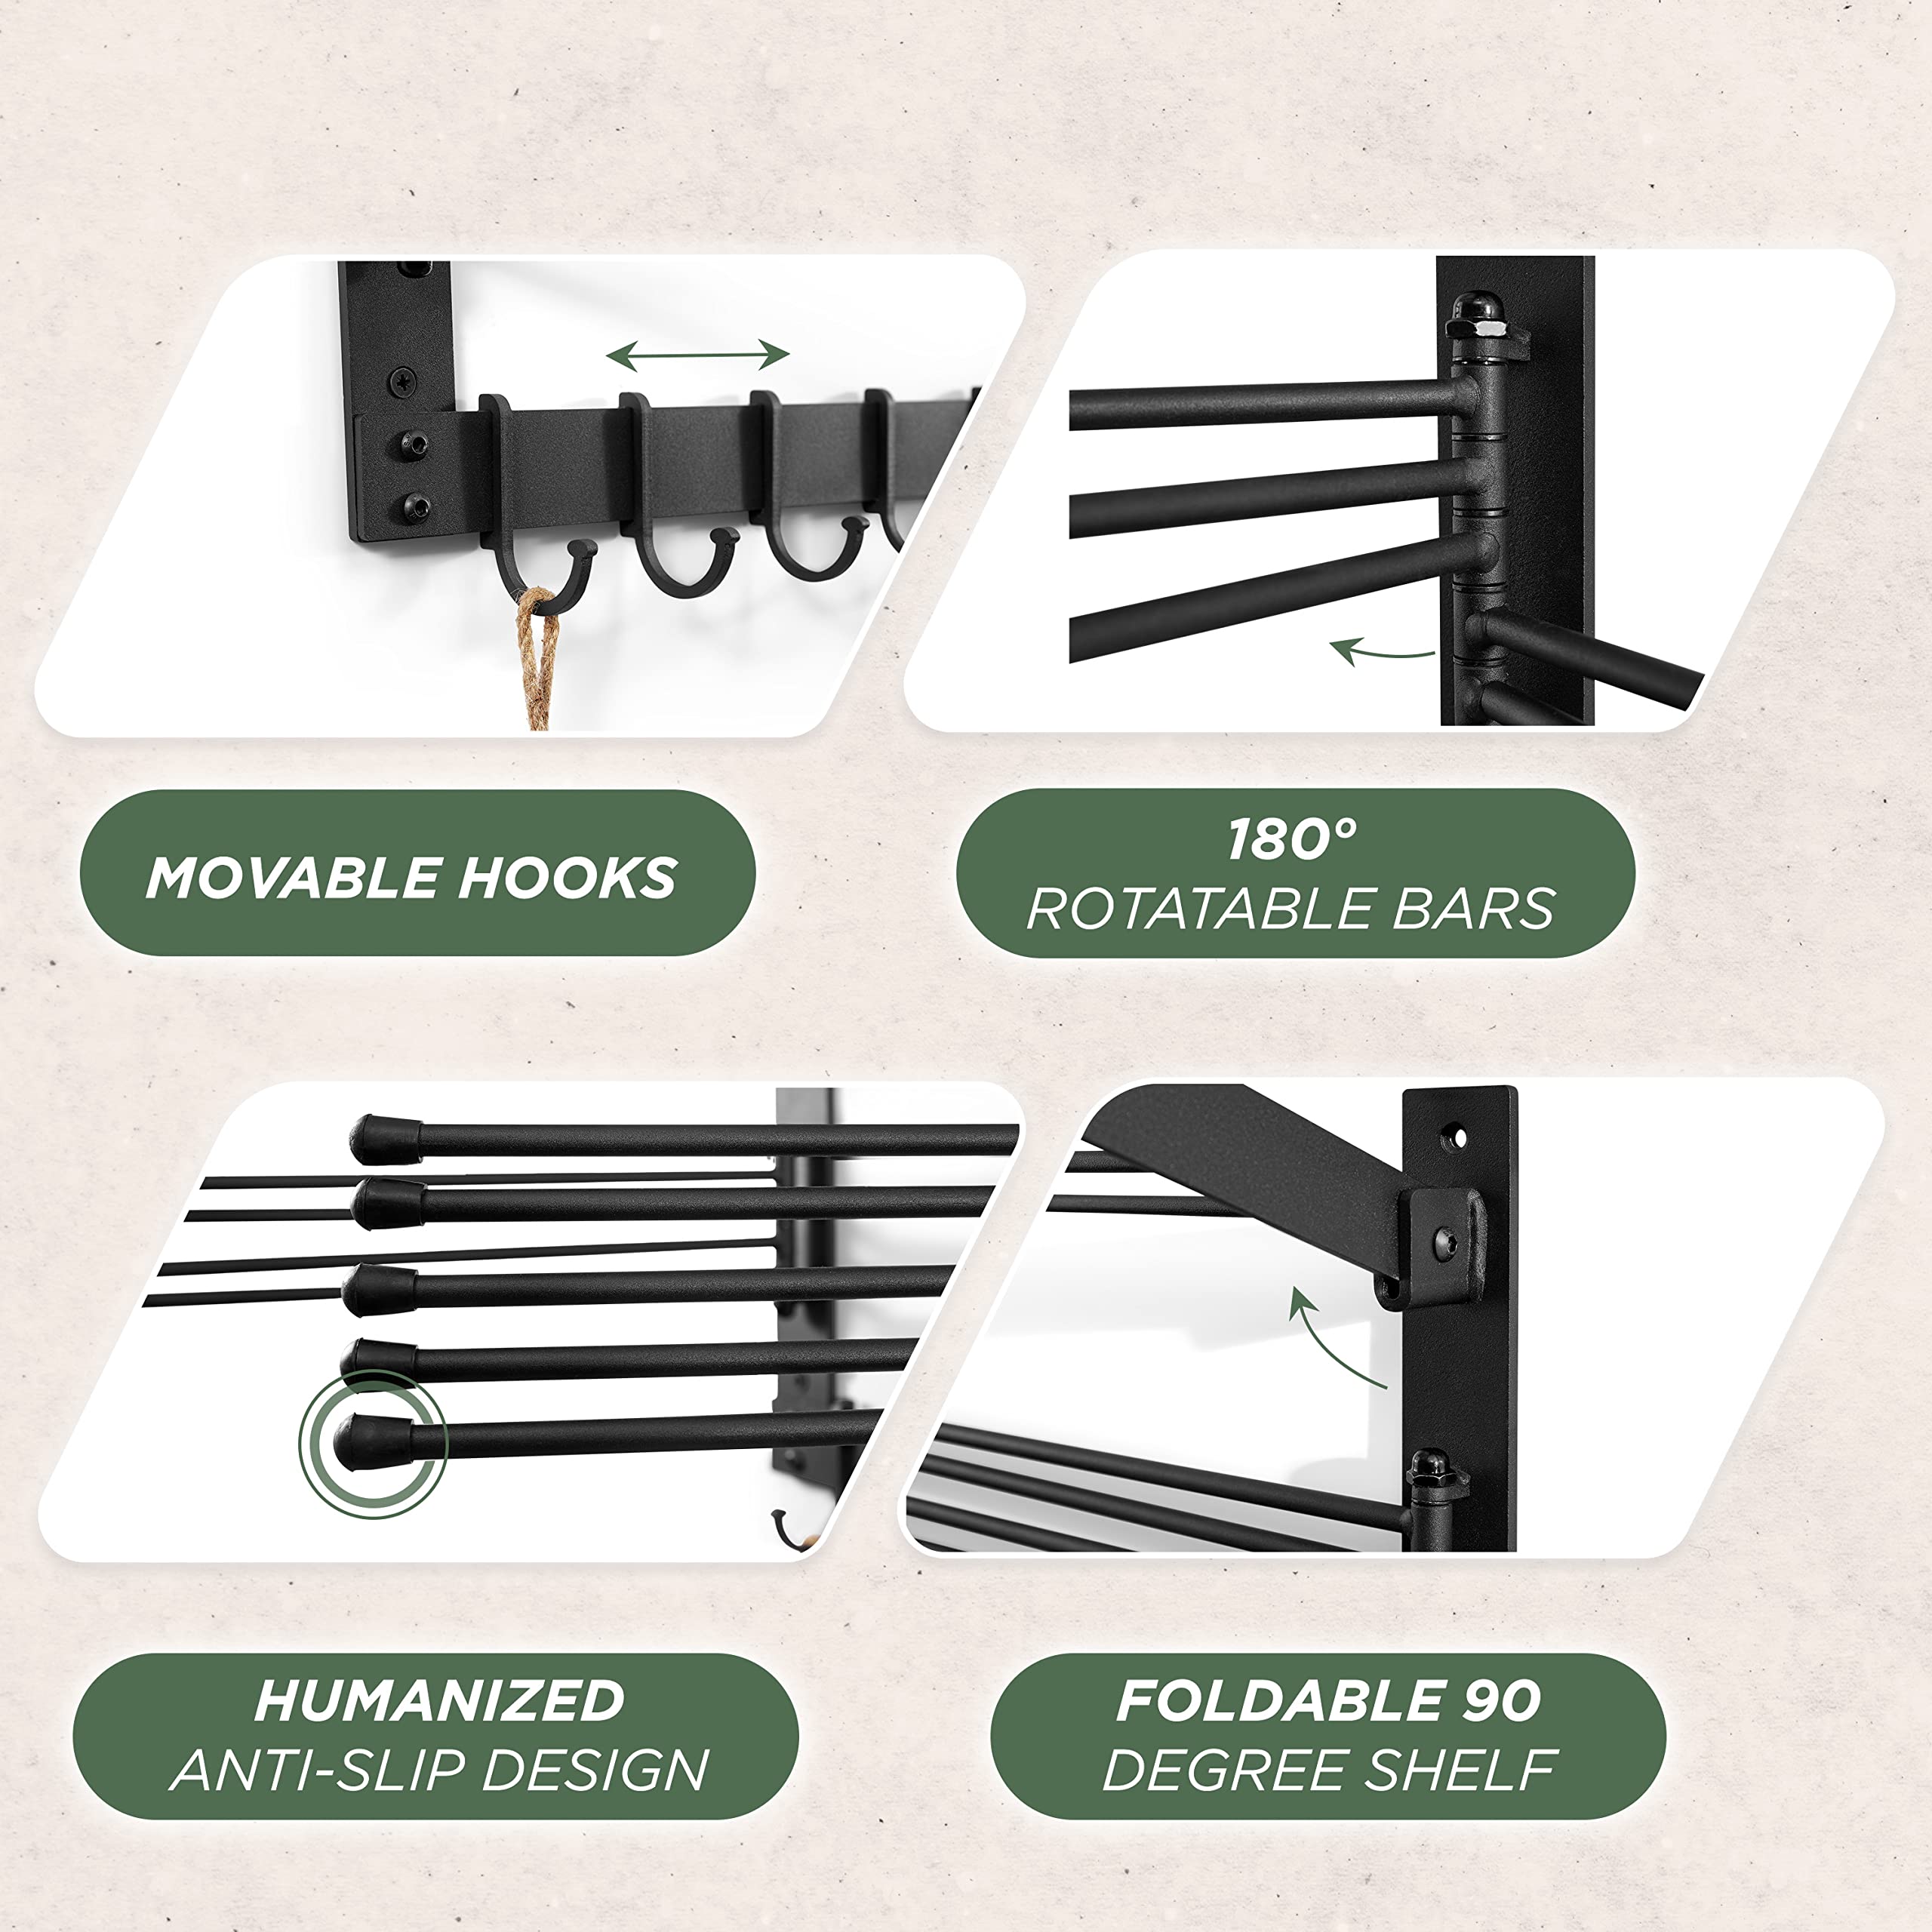 MOVABLE HOOKS
180°
ROTATABLE BARS
HUMANIZED
ANTI-SLIP DESIGN
FOLDABLE 90
DEGREE SHELF